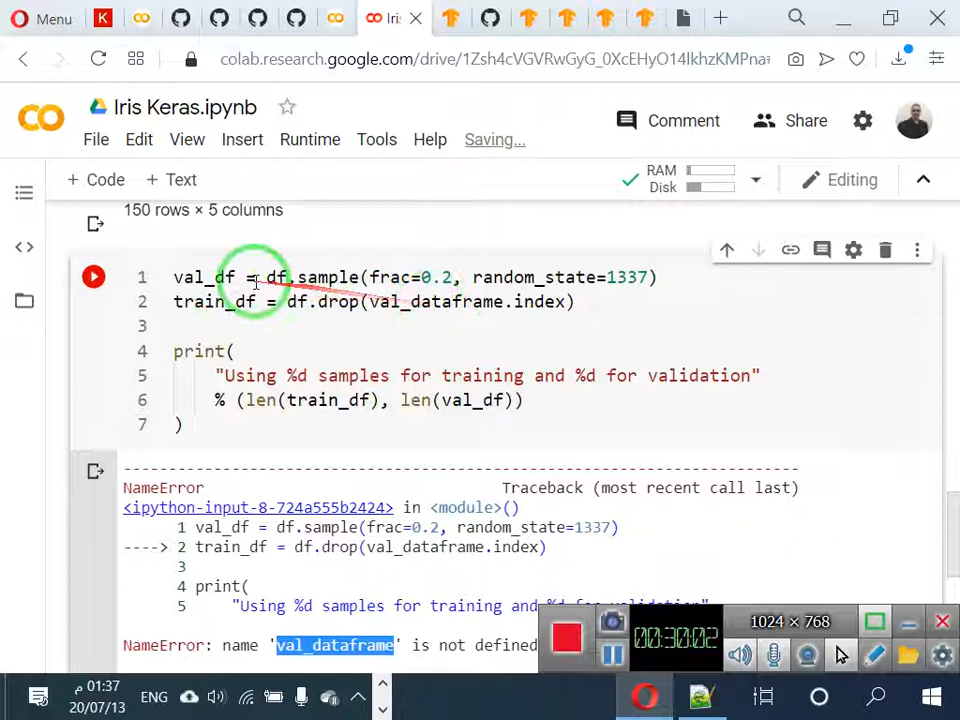 Menu K Iris
colab.research.google.com/drive/1Zsh4cVGVRwGyG_0XcEHyO14lkhzKMPna
Iris Keras.ipynb
Comment Share
File Edit View Insert Runtime Tools Help Saving...
+ Code + Text RAM Disk Editing
150 rows × 5 columns
1 val_df = df.sample(frac=0.2, random_state=1337)
2 train_df = df.drop(val_dataframe.index)
3
4 print(
5 "Using %d samples for training and %d for validation"
6 % (len(train_df), len(val_df))
7 )
--------------------------------------------------------------------------
NameError Traceback (most recent call last)
<ipython-input-8-724a555b2424> in <module>()
1 val_df = df.sample(frac=0.2, random_state=1337)
----> 2 train_df = df.drop(val_dataframe.index)
3
4 print(
5 "Using %d samples for training and %d for validation"
NameError: name 'val_dataframe' is not defined
1024 × 768
00:30:02
ENG
01:37 م
20/07/13